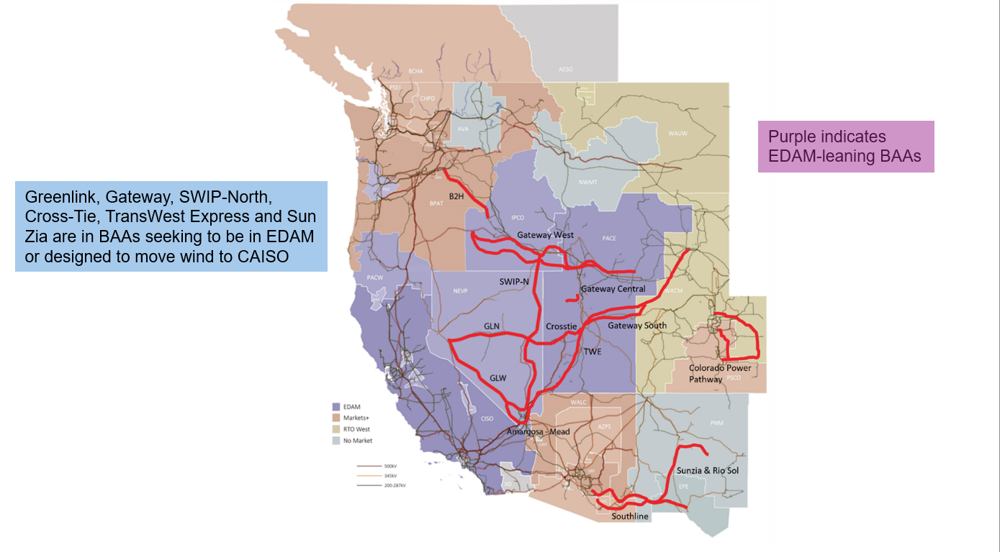 BCHA
AESO
PSEI
CHPD
AVA
WAUW
Purple indicates
EDAM-leaning BAAs
NWMT
Greenlink, Gateway, SWIP-North,
Cross-Tie, TransWest Express and Sun
Zia are in BAAs seeking to be in EDAM
or designed to move wind to CAISO
B2H
BPAT
IPCO
Gateway West
PACE
PACW
SWIP-N
NEVP
Gateway Central
WACM
GLN
Crosstie
Gateway South
TWE
GLW
Colorado Power
Pathway
PSCO
WALC
EDAM
Markets+
RTO West
No Market
CISO
Amargosa - Mead
AZPS
PNM
500kV
345kV
200-287kV
Sunzia & Rio Sol
EPE
Southline